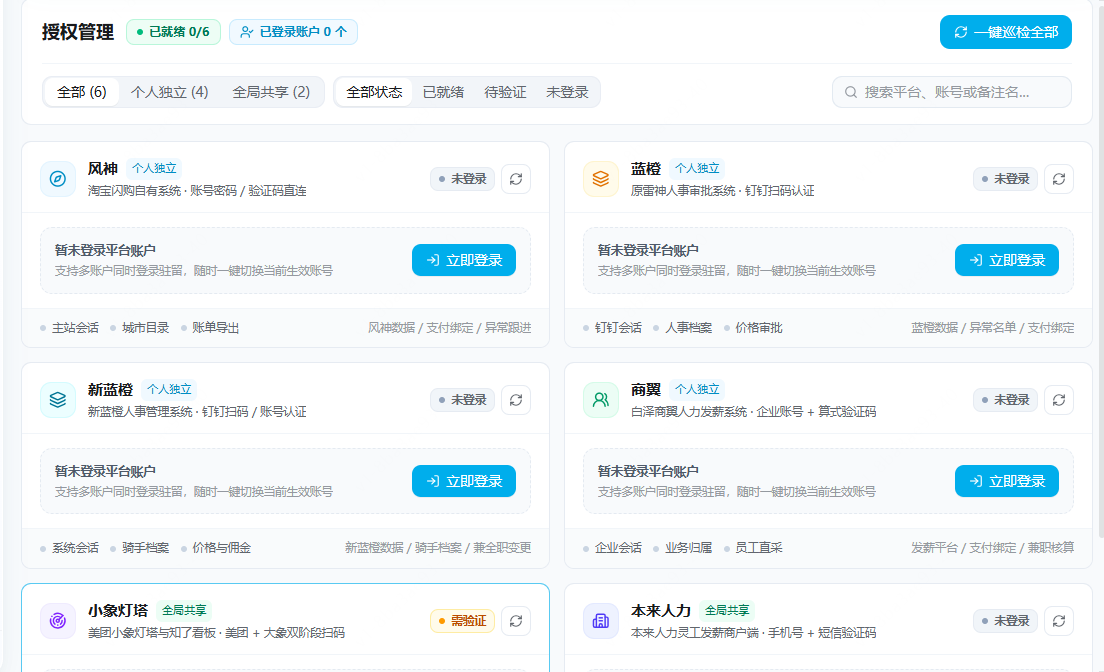 授权管理 已就绪 0/6 已登录账户 0 个 一键巡检全部
全部 (6) 个人独立 (4) 全局共享 (2) 全部状态 已就绪 待验证 未登录 搜索平台、账号或备注名...
风神 个人独立
淘宝闪购自有系统 · 账号密码 / 验证码直连
未登录
暂未登录平台账户
支持多账户同时登录驻留，随时一键切换当前生效账号
立即登录
主站会话 城市目录 账单导出 风神数据 / 支付绑定 / 异常跟进
蓝橙 个人独立
原雷神人事审批系统 · 钉钉扫码认证
未登录
暂未登录平台账户
支持多账户同时登录驻留，随时一键切换当前生效账号
立即登录
钉钉会话 人事档案 价格审批 蓝橙数据 / 异常名单 / 支付绑定
新蓝橙 个人独立
新蓝橙人事管理系统 · 钉钉扫码 / 账号认证
未登录
暂未登录平台账户
支持多账户同时登录驻留，随时一键切换当前生效账号
立即登录
系统会话 骑手档案 价格与佣金 新蓝橙数据 / 骑手档案 / 兼全职变更
商翼 个人独立
白泽商翼人力发薪系统 · 企业账号 + 算式验证码
未登录
暂未登录平台账户
支持多账户同时登录驻留，随时一键切换当前生效账号
立即登录
企业会话 业务归属 员工直采 发薪平台 / 支付绑定 / 兼职核算
小象灯塔 全局共享
美团小象灯塔与知了看板 · 美团 + 大象双阶段扫码
需验证
本来人力 全局共享
本来人力灵工发薪商户端 · 手机号 + 短信验证码
未登录